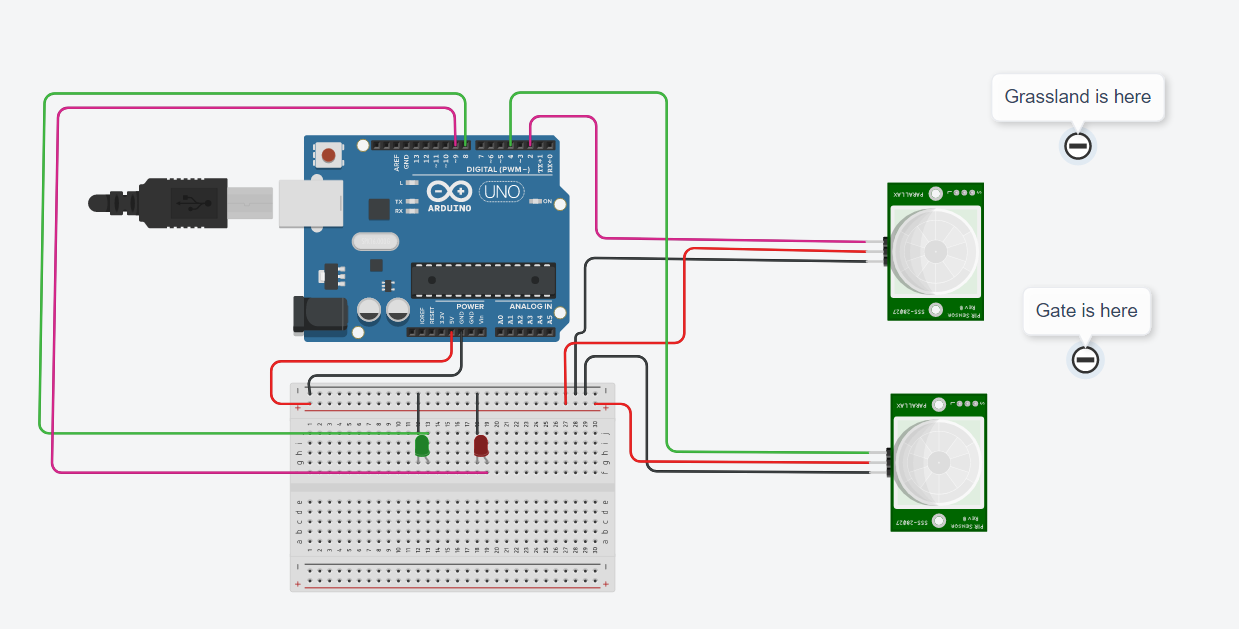 Grassland is here
Gate is here
AREF
GND
13
12
~11
~10
~9
8
7
~6
~5
4
~3
2
TX→1
RX←0
DIGITAL (PWM~)
L
TX
RX
ARDUINO
UNO
ON
POWER
ANALOG IN
IOREF
RESET
3.3V
5V
GND
GND
Vin
A0
A1
A2
A3
A4
A5
PARALLAX
PIR SENSOR
Rev B
555-28027
PARALLAX
PIR SENSOR
Rev B
555-28027